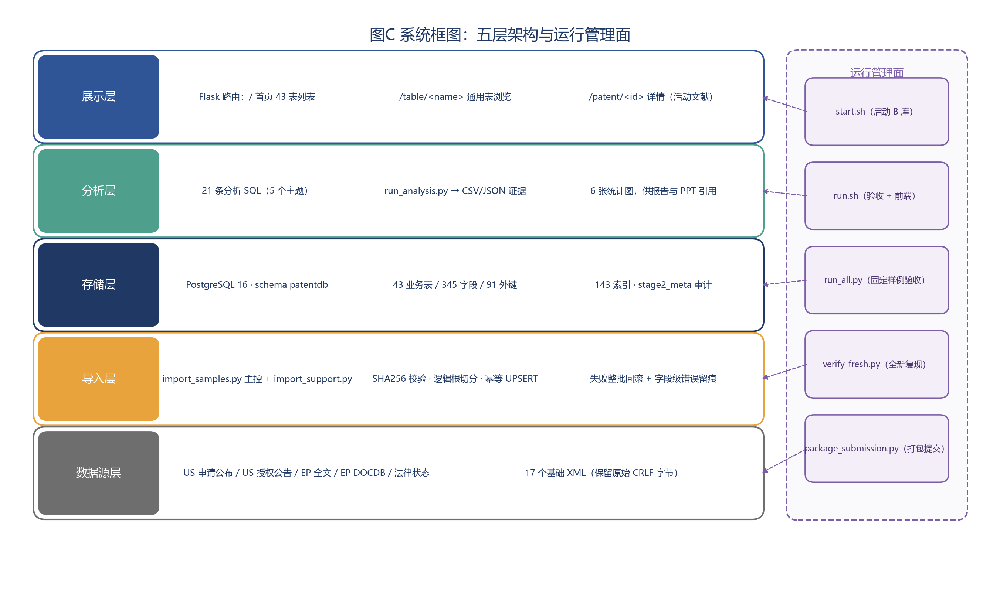 图C 系统框图：五层架构与运行管理面
展示层
Flask 路由：/ 首页 43 表列表
/table/<name> 通用表浏览
/patent/<id> 详情（活动文献）
分析层
21 条分析 SQL（5 个主题）
run_analysis.py → CSV/JSON 证据
6 张统计图，供报告与 PPT 引用
存储层
PostgreSQL 16 · schema patentdb
43 业务表 / 345 字段 / 91 外键
143 索引 · stage2_meta 审计
导入层
import_samples.py 主控 + import_support.py
SHA256 校验 · 逻辑根切分 · 幂等 UPSERT
失败整批回滚 + 字段级错误留痕
数据源层
US 申请公布 / US 授权公告 / EP 全文 / EP DOCDB / 法律状态
17 个基础 XML（保留原始 CRLF 字节）
运行管理面
start.sh（启动 B 库）
run.sh（验收 + 前端）
run_all.py（固定样例验收）
verify_fresh.py（全新复现）
package_submission.py（打包提交）